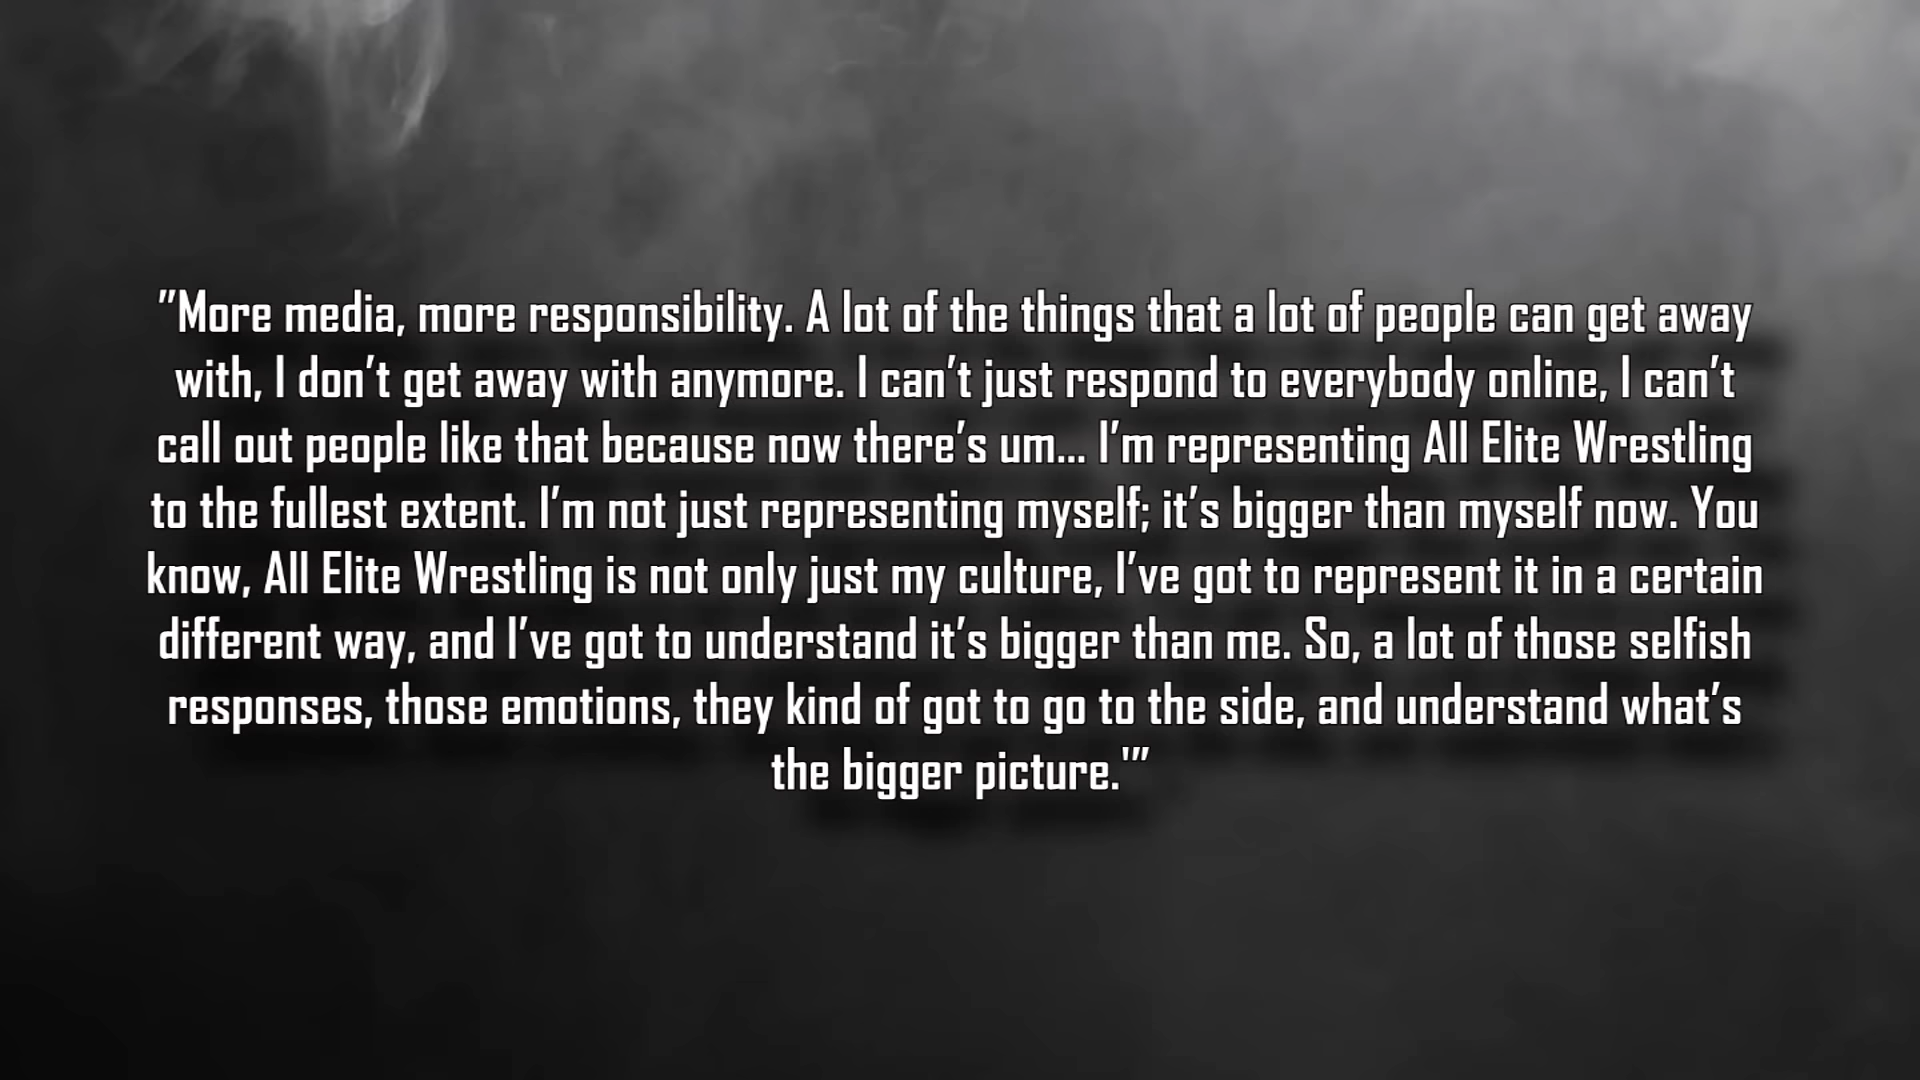 "More media, more responsibility. A lot of the things that a lot of people can get away
with, I don't get away with anymore. I can't just respond to everybody online, I can't
call out people like that because now there's um... I'm representing All Elite Wrestling
to the fullest extent. I'm not just representing myself; it's bigger than myself now. You
know, All Elite Wrestling is not only just my culture, I've got to represent it in a certain
different way, and I've got to understand it's bigger than me. So, a lot of those selfish
responses, those emotions, they kind of got to go to the side, and understand what's
the bigger picture.'"